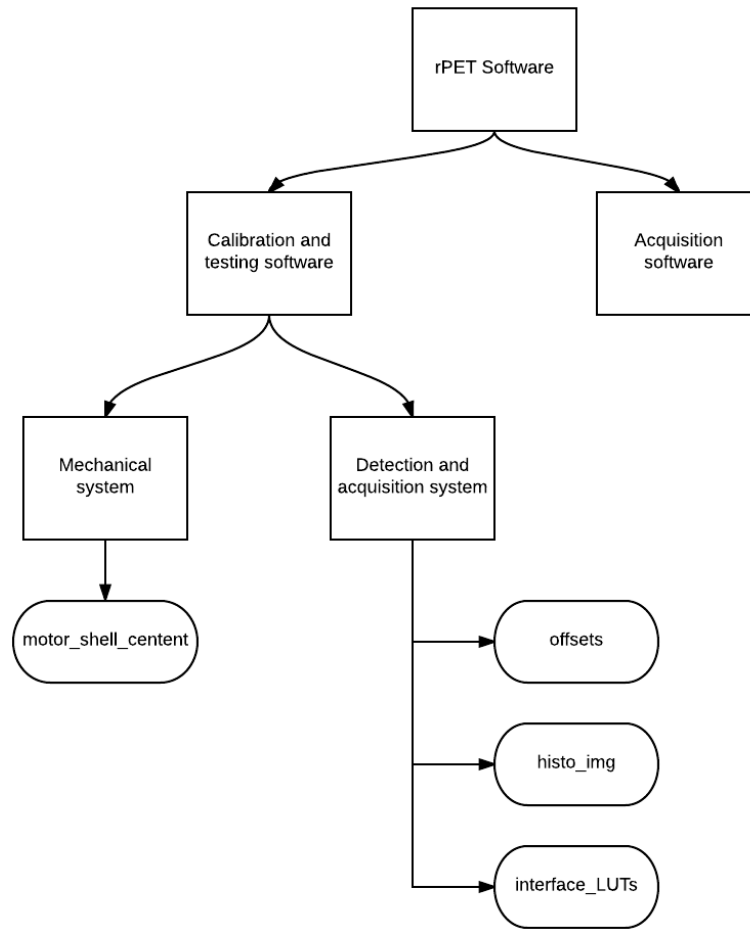 rPET Software
Calibration and
testing software
Acquisition
software
Mechanical
system
Detection and
acquisition system
motor_shell_centent
offsets
histo_img
interface_LUTs